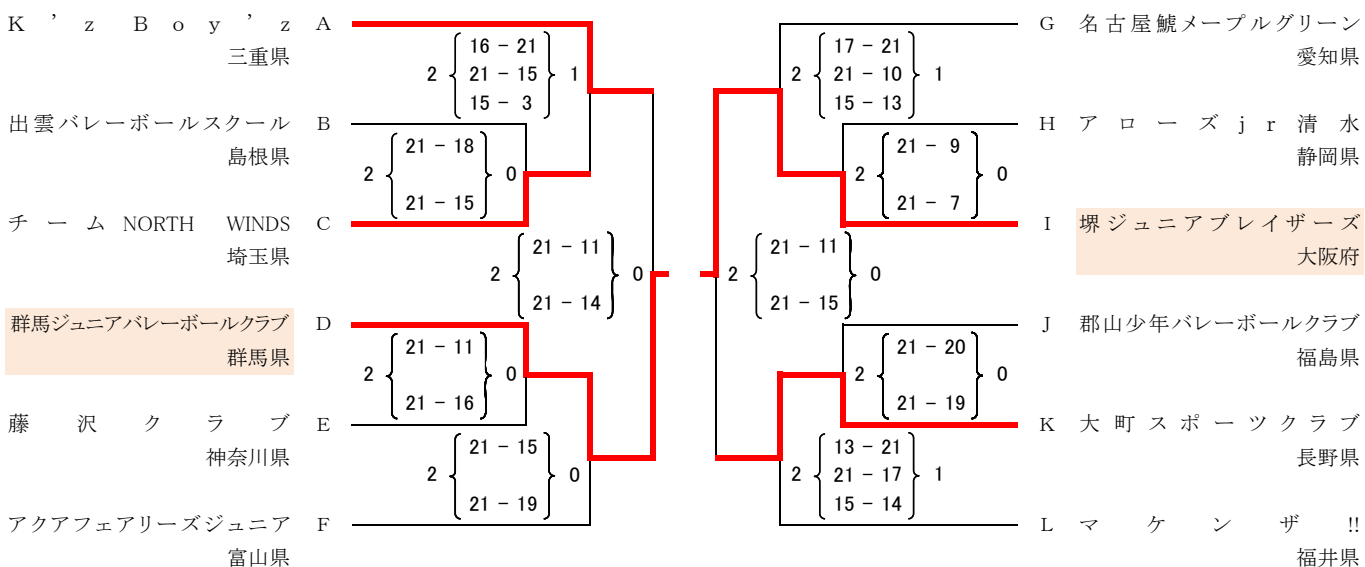 K ’ z B o y ’ z A
三重県
2 16 - 21 1
21 - 15
15 - 3
出雲バレーボールスクール B
島根県
2 21 - 18 0
21 - 15
チーム NORTH WINDS C
埼玉県
2 21 - 11 0
21 - 14
群馬ジュニアバレーボールクラブ D
群馬県
2 21 - 11 0
21 - 16
藤沢クラブ E
神奈川県
2 21 - 15 0
21 - 19
アクアフェアリーズジュニア F
富山県
G 名古屋鯱メープルグリーン
愛知県
2 17 - 21 1
21 - 10
15 - 13
H アローズjr清水
静岡県
2 21 - 9 0
21 - 7
I 堺ジュニアブレイザーズ
大阪府
2 21 - 11 0
21 - 15
J 郡山少年バレーボールクラブ
福島県
2 21 - 20 0
21 - 19
K 大町スポーツクラブ
長野県
2 13 - 21 1
21 - 17
15 - 14
L マケンザ!!
福井県